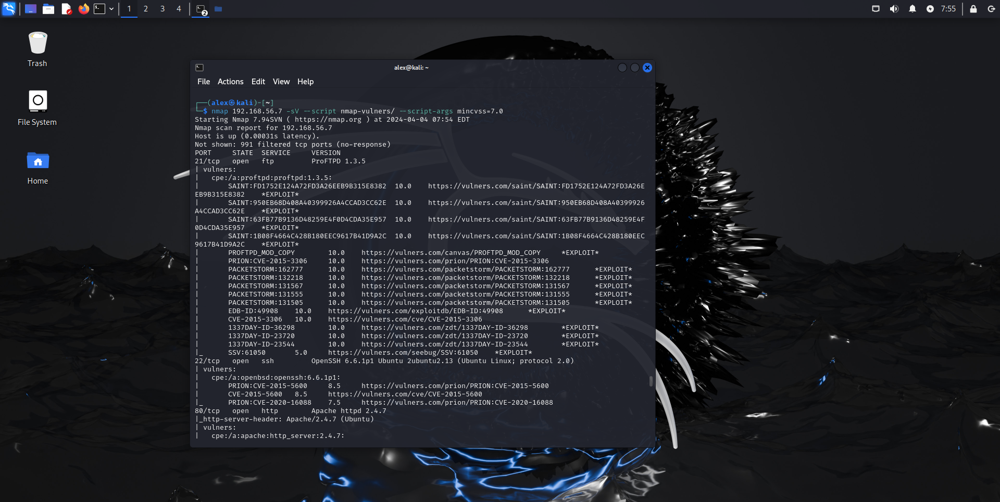 1 2 3 4 2 7:55
Trash
File System
Home
alex@kali: ~
File Actions Edit View Help
┌──(alex㉿kali)-[~]
└─$ nmap 192.168.56.7 -sV --script nmap-vulners/ --script-args mincvss=7.0
Starting Nmap 7.94SVN ( https://nmap.org ) at 2024-04-04 07:54 EDT
Nmap scan report for 192.168.56.7
Host is up (0.00031s latency).
Not shown: 991 filtered tcp ports (no-response)
PORT     STATE  SERVICE     VERSION
21/tcp   open   ftp         ProFTPD 1.3.5
| vulners:
|   cpe:/a:proftpd:proftpd:1.3.5:
|       SAINT:FD1752E124A72FD3A26EEB9B315E8382  10.0    https://vulners.com/saint/SAINT:FD1752E124A72FD3A26E
EB9B315E8382    *EXPLOIT*
|       SAINT:950EB68D408A40399926A4CCAD3CC62E  10.0    https://vulners.com/saint/SAINT:950EB68D408A40399926
A4CCAD3CC62E    *EXPLOIT*
|       SAINT:63FB77B9136D48259E4F0D4CDA35E957  10.0    https://vulners.com/saint/SAINT:63FB77B9136D48259E4F
0D4CDA35E957    *EXPLOIT*
|       SAINT:1B08F4664C428B180EEC9617B41D9A2C  10.0    https://vulners.com/saint/SAINT:1B08F4664C428B180EEC
9617B41D9A2C    *EXPLOIT*
|       PROFTPD_MOD_COPY        10.0    https://vulners.com/canvas/PROFTPD_MOD_COPY     *EXPLOIT*
|       PRION:CVE-2015-3306     10.0    https://vulners.com/prion/PRION:CVE-2015-3306
|       PACKETSTORM:162777      10.0    https://vulners.com/packetstorm/PACKETSTORM:162777      *EXPLOIT*
|       PACKETSTORM:132218      10.0    https://vulners.com/packetstorm/PACKETSTORM:132218      *EXPLOIT*
|       PACKETSTORM:131567      10.0    https://vulners.com/packetstorm/PACKETSTORM:131567      *EXPLOIT*
|       PACKETSTORM:131555      10.0    https://vulners.com/packetstorm/PACKETSTORM:131555      *EXPLOIT*
|       PACKETSTORM:131505      10.0    https://vulners.com/packetstorm/PACKETSTORM:131505      *EXPLOIT*
|       EDB-ID:49908    10.0    https://vulners.com/exploitdb/EDB-ID:49908      *EXPLOIT*
|       CVE-2015-3306   10.0    https://vulners.com/cve/CVE-2015-3306
|       1337DAY-ID-36298        10.0    https://vulners.com/zdt/1337DAY-ID-36298        *EXPLOIT*
|       1337DAY-ID-23720        10.0    https://vulners.com/zdt/1337DAY-ID-23720        *EXPLOIT*
|       1337DAY-ID-23544        10.0    https://vulners.com/zdt/1337DAY-ID-23544        *EXPLOIT*
|_      SSV:61050       5.0     https://vulners.com/seebug/SSV:61050    *EXPLOIT*
22/tcp   open   ssh         OpenSSH 6.6.1p1 Ubuntu 2ubuntu2.13 (Ubuntu Linux; protocol 2.0)
| vulners:
|   cpe:/a:openbsd:openssh:6.6.1p1:
|       PRION:CVE-2015-5600     8.5     https://vulners.com/prion/PRION:CVE-2015-5600
|       CVE-2015-5600   8.5     https://vulners.com/cve/CVE-2015-5600
|_      PRION:CVE-2020-16088    7.5     https://vulners.com/prion/PRION:CVE-2020-16088
80/tcp   open   http        Apache httpd 2.4.7
|_http-server-header: Apache/2.4.7 (Ubuntu)
| vulners:
|   cpe:/a:apache:http_server:2.4.7: